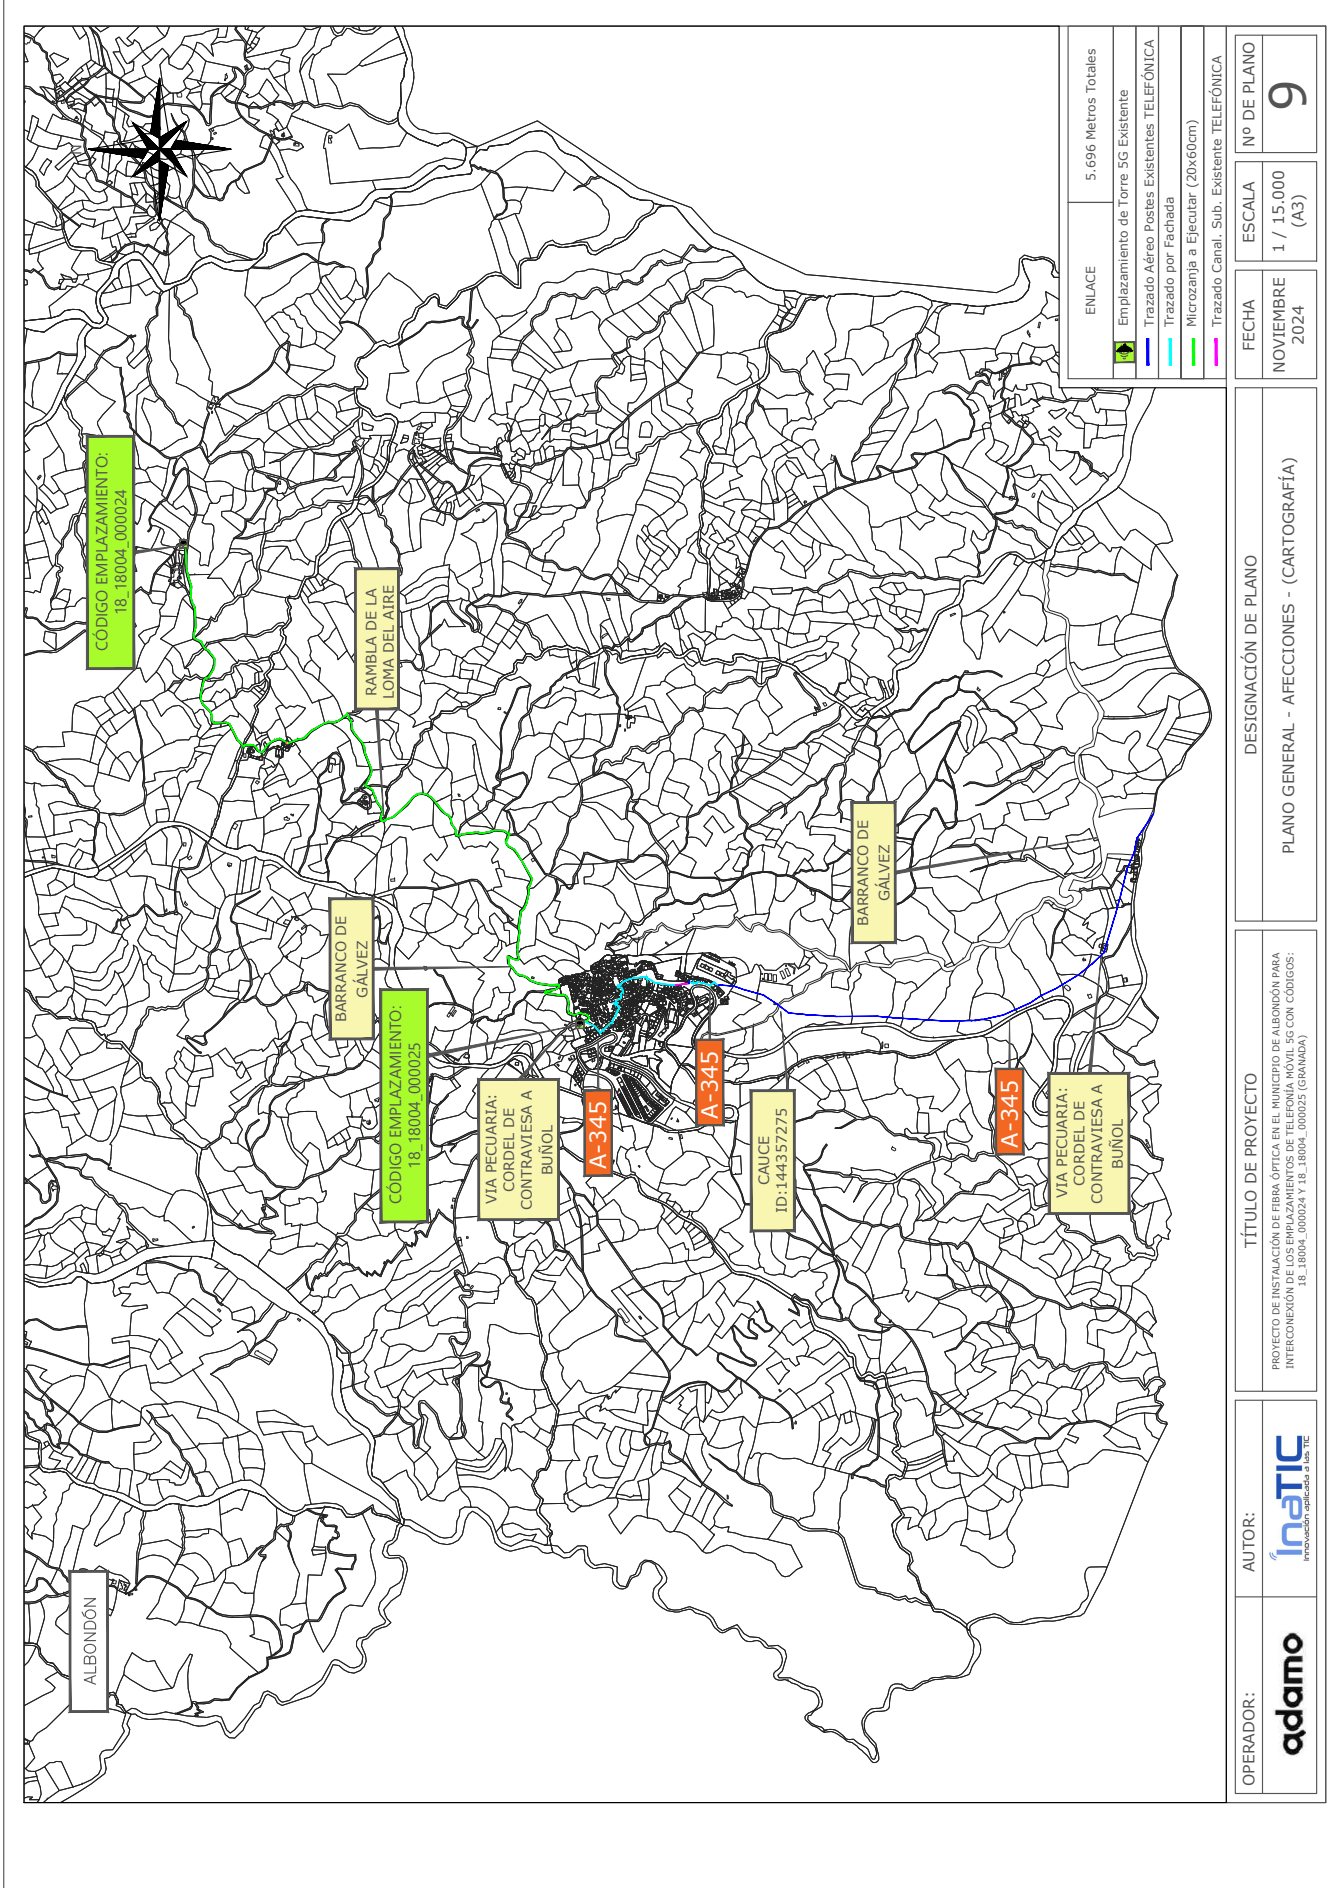 ALBONDÓN
CÓDIGO EMPLAZAMIENTO:
18_18004_000024
RAMBLA DE LA
LOMA DEL AIRE
BARRANCO DE
GÁLVEZ
CÓDIGO EMPLAZAMIENTO:
18_18004_000025
VIA PECUARIA:
CORDEL DE
CONTRAVIESA A
BUÑOL
A-345
A-345
CAUCE
ID:144357275
BARRANCO DE
GÁLVEZ
A-345
VIA PECUARIA:
CORDEL DE
CONTRAVIESA A
BUÑOL
ENLACE
5.696 Metros Totales
Emplazamiento de Torre 5G Existente
Trazado Aéreo Postes Existentes TELEFÓNICA
Trazado por Fachada
Microzanja a Ejecutar (20x60cm)
Trazado Canal. Sub. Existente TELEFÓNICA
OPERADOR:
adamo
AUTOR:
inaTIC
Innovación aplicada a las TIC
TÍTULO DE PROYECTO
PROYECTO DE INSTALACIÓN DE FIBRA ÓPTICA EN EL MUNICIPIO DE ALBONDÓN PARA
INTERCONEXIÓN DE LOS EMPLAZAMIENTOS DE TELEFONÍA MÓVIL 5G CON CÓDIGOS:
18_18004_000024 Y 18_18004_000025 (GRANADA)
DESIGNACIÓN DE PLANO
PLANO GENERAL - AFECCIONES - (CARTOGRAFÍA)
FECHA
NOVIEMBRE
2024
ESCALA
1 / 15.000
(A3)
Nº DE PLANO
9